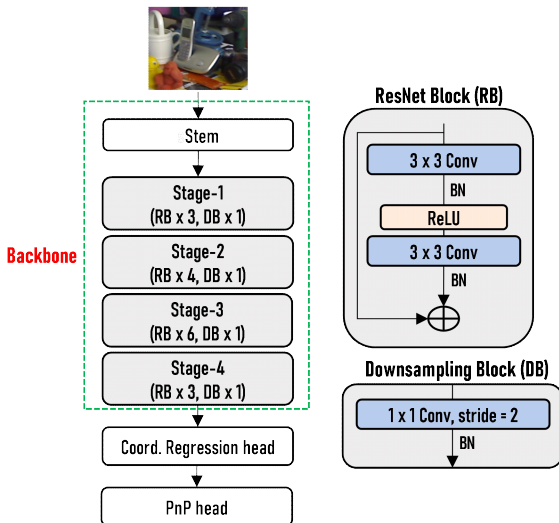 Stem
Stage-1
(RB x 3, DB x 1)
Stage-2
(RB x 4, DB x 1)
Backbone
Stage-3
(RB x 6, DB x 1)
Stage-4
(RB x 3, DB x 1)
Coord. Regression head
PnP head
ResNet Block (RB)
3 x 3 Conv
BN
ReLU
3 x 3 Conv
BN
Downsampling Block (DB)
1 x 1 Conv, stride = 2
BN